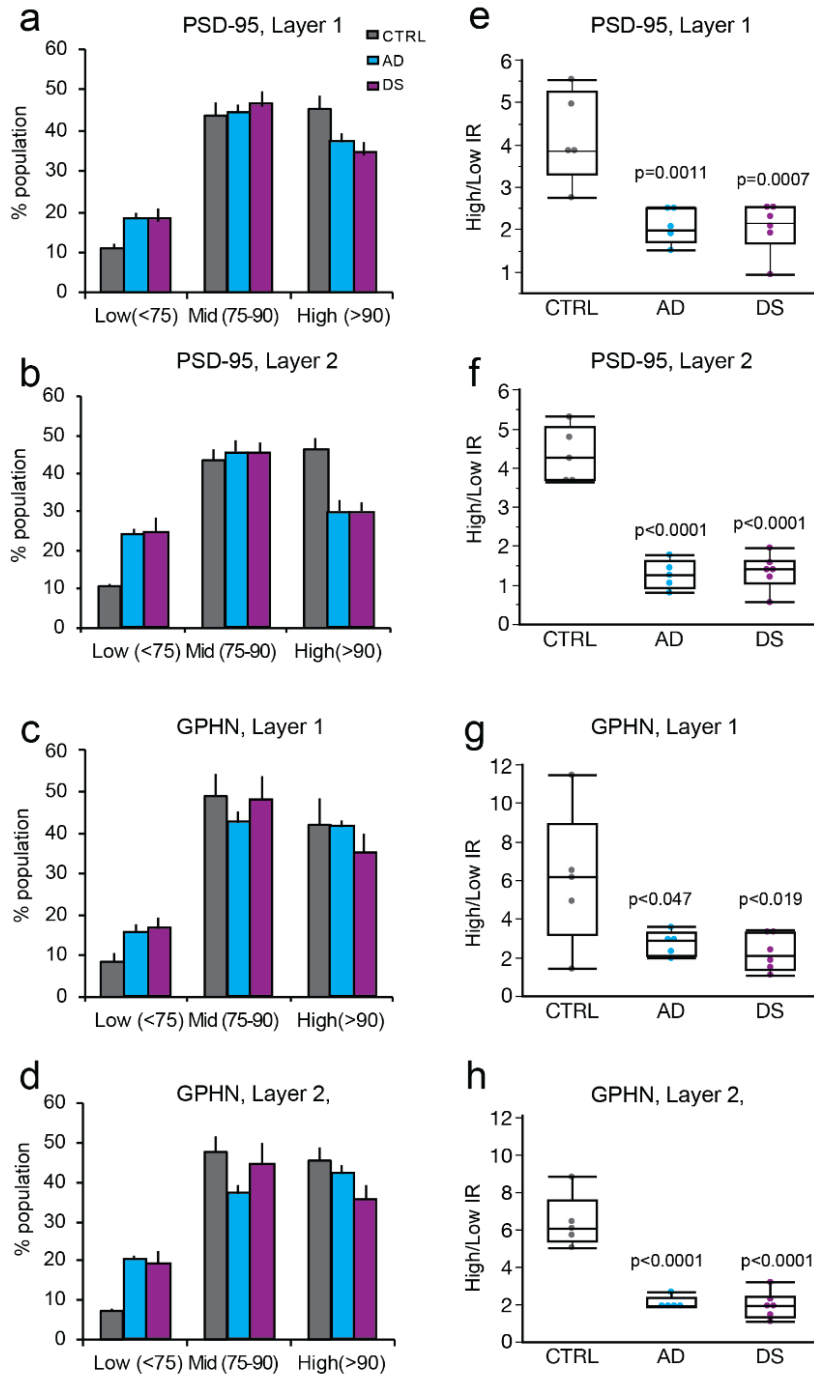 a
PSD-95, Layer 1
CTRL
AD
DS
60
50
40
30
20
10
0
% population
Low(<75) Mid (75-90) High (>90)
e
PSD-95, Layer 1
6
5
4
3
2
1
High/Low IR
p=0.0011
p=0.0007
CTRL AD DS
b
PSD-95, Layer 2
60
50
40
30
20
10
0
% population
Low (<75) Mid (75-90) High(>90)
f
PSD-95, Layer 2
6
5
4
3
2
1
0
High/Low IR
p<0.0001
p<0.0001
CTRL AD DS
c
GPHN, Layer 1
60
50
40
30
20
10
0
% population
Low (<75) Mid (75-90) High(>90)
g
GPHN, Layer 1
12
10
8
6
4
2
0
High/Low IR
p<0.047
p<0.019
CTRL AD DS
d
GPHN, Layer 2,
60
50
40
30
20
10
0
% population
Low (<75) Mid (75-90) High(>90)
h
GPHN, Layer 2,
12
10
8
6
4
2
0
High/Low IR
p<0.0001
p<0.0001
CTRL AD DS